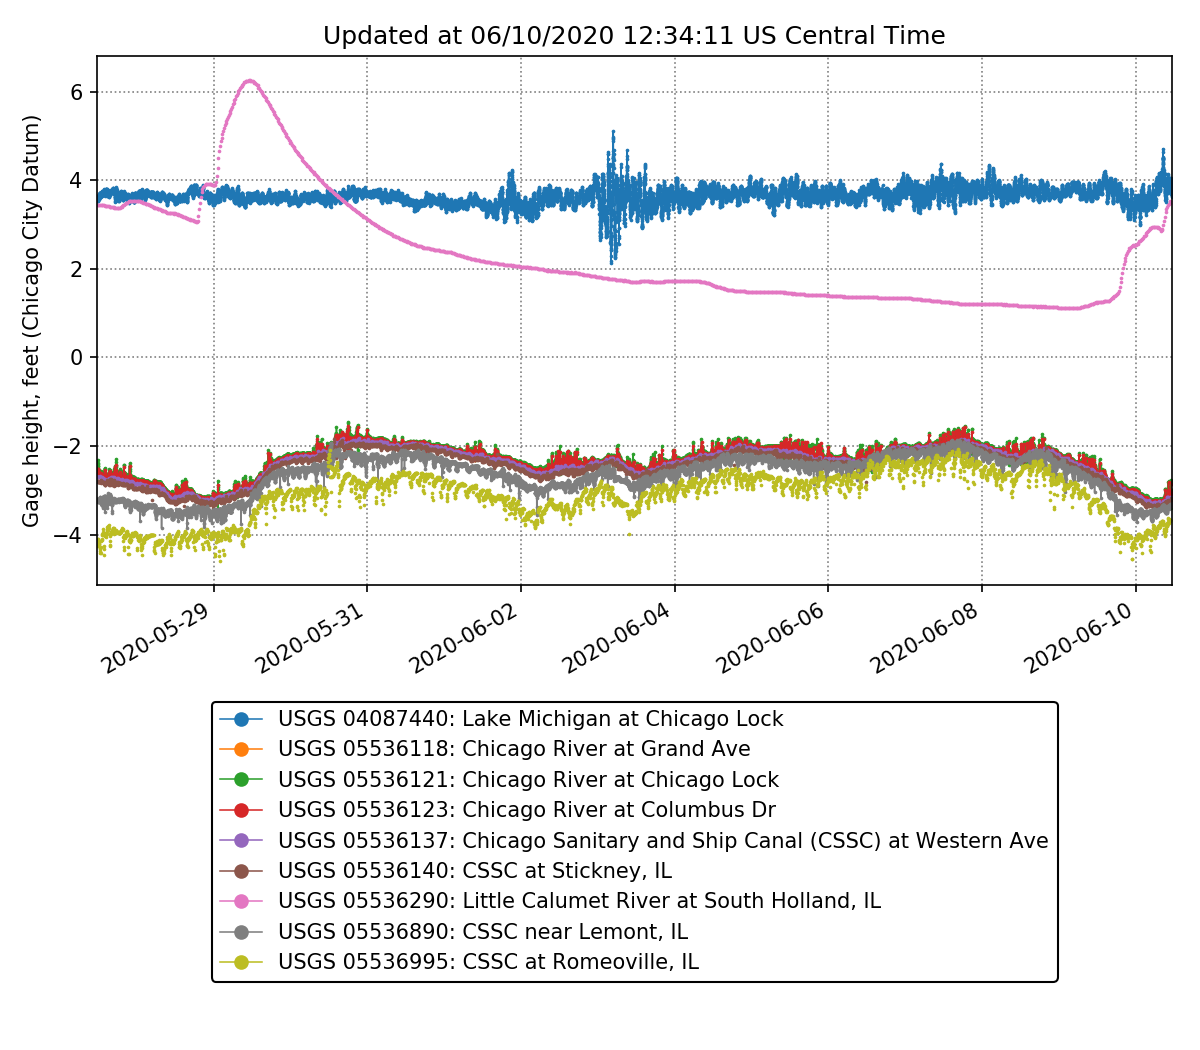 Updated at 06/10/2020 12:34:11 US Central Time
Gage height, feet (Chicago City Datum)
6
4
2
0
−2
−4
2020-05-29
2020-05-31
2020-06-02
2020-06-04
2020-06-06
2020-06-08
2020-06-10
USGS 04087440: Lake Michigan at Chicago Lock
USGS 05536118: Chicago River at Grand Ave
USGS 05536121: Chicago River at Chicago Lock
USGS 05536123: Chicago River at Columbus Dr
USGS 05536137: Chicago Sanitary and Ship Canal (CSSC) at Western Ave
USGS 05536140: CSSC at Stickney, IL
USGS 05536290: Little Calumet River at South Holland, IL
USGS 05536890: CSSC near Lemont, IL
USGS 05536995: CSSC at Romeoville, IL